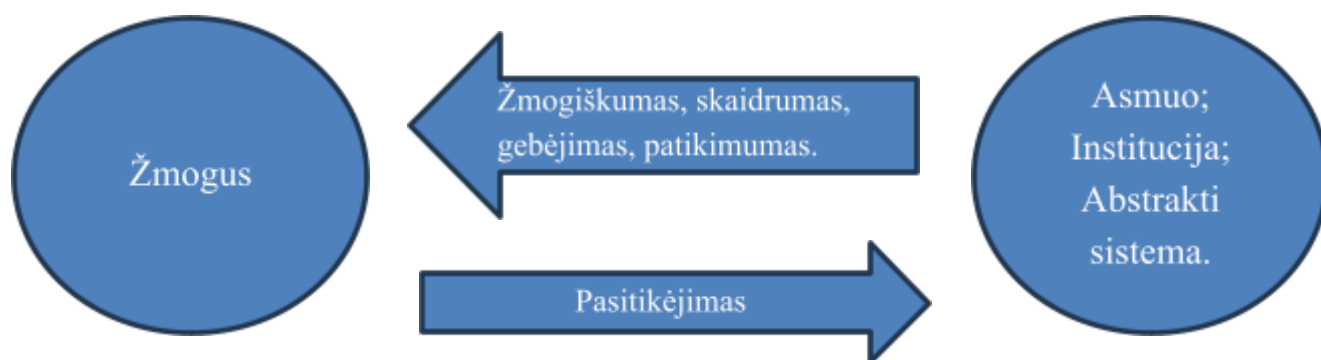 Žmogus
Žmogiškumas, skaidrumas,
gebėjimas, patikimumas.
Pasitikėjimas
Asmuo;
Institucija;
Abstrakti
sistema.